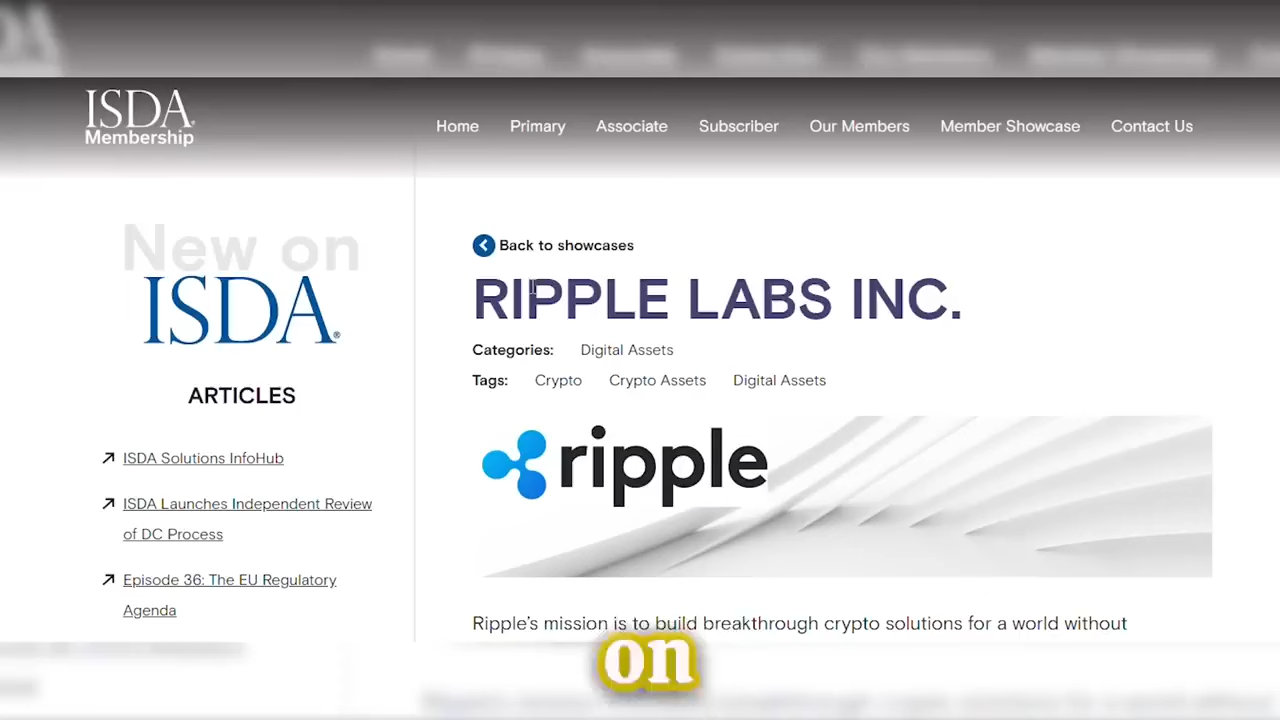 ISDA
Membership
Home Primary Associate Subscriber Our Members Member Showcase Contact Us
New on
ISDA
ARTICLES
ISDA Solutions InfoHub
ISDA Launches Independent Review
of DC Process
Episode 36: The EU Regulatory
Agenda
Back to showcases
RIPPLE LABS INC.
Categories: Digital Assets
Tags: Crypto Crypto Assets Digital Assets
ripple
Ripple's mission is to build breakthrough crypto solutions for a world without
on